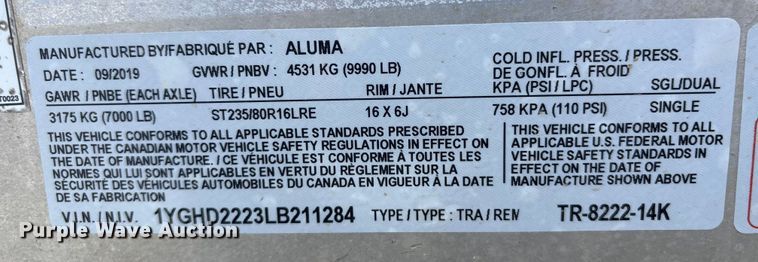 MANUFACTURED BY/FABRIQUÉ PAR : ALUMA
DATE : 09/2019 GVWR / PNBV : 4531 KG (9990 LB)
COLD INFL. PRESS. / PRESS.
DE GONFL. À FROID
GAWR / PNBE (EACH AXLE) TIRE / PNEU RIM / JANTE KPA (PSI / LPC) SGL/DUAL
3175 KG (7000 LB) ST235/80R16LRE 16 X 6J 758 KPA (110 PSI) SINGLE
THIS VEHICLE CONFORMS TO ALL APPLICABLE STANDARDS PRESCRIBED
UNDER THE CANADIAN MOTOR VEHICLE SAFETY REGULATIONS IN EFFECT ON
THE DATE OF MANUFACTURE. / CE VÉHICULE EST CONFORME À TOUTES LES
NORMES QUI LUI SONT APPLICABLES EN VERTU DU RÈGLEMENT SUR LA
SÉCURITÉ DES VÉHICULES AUTOMOBILES DU CANADA EN VIGUEUR À LA DATE
DE SA FABRICATION
THIS VEHICLE CONFORMS TO ALL
APPLICABLE U.S. FEDERAL MOTOR
VEHICLE SAFETY STANDARDS IN
EFFECT ON THE DATE OF
MANUFACTURE SHOWN ABOVE.
V.I.N. / N.I.V. 1YGHD2223LB211284 TYPE / TYPE : TRA / REM TR-8222-14K
Purple Wave Auction
T0023